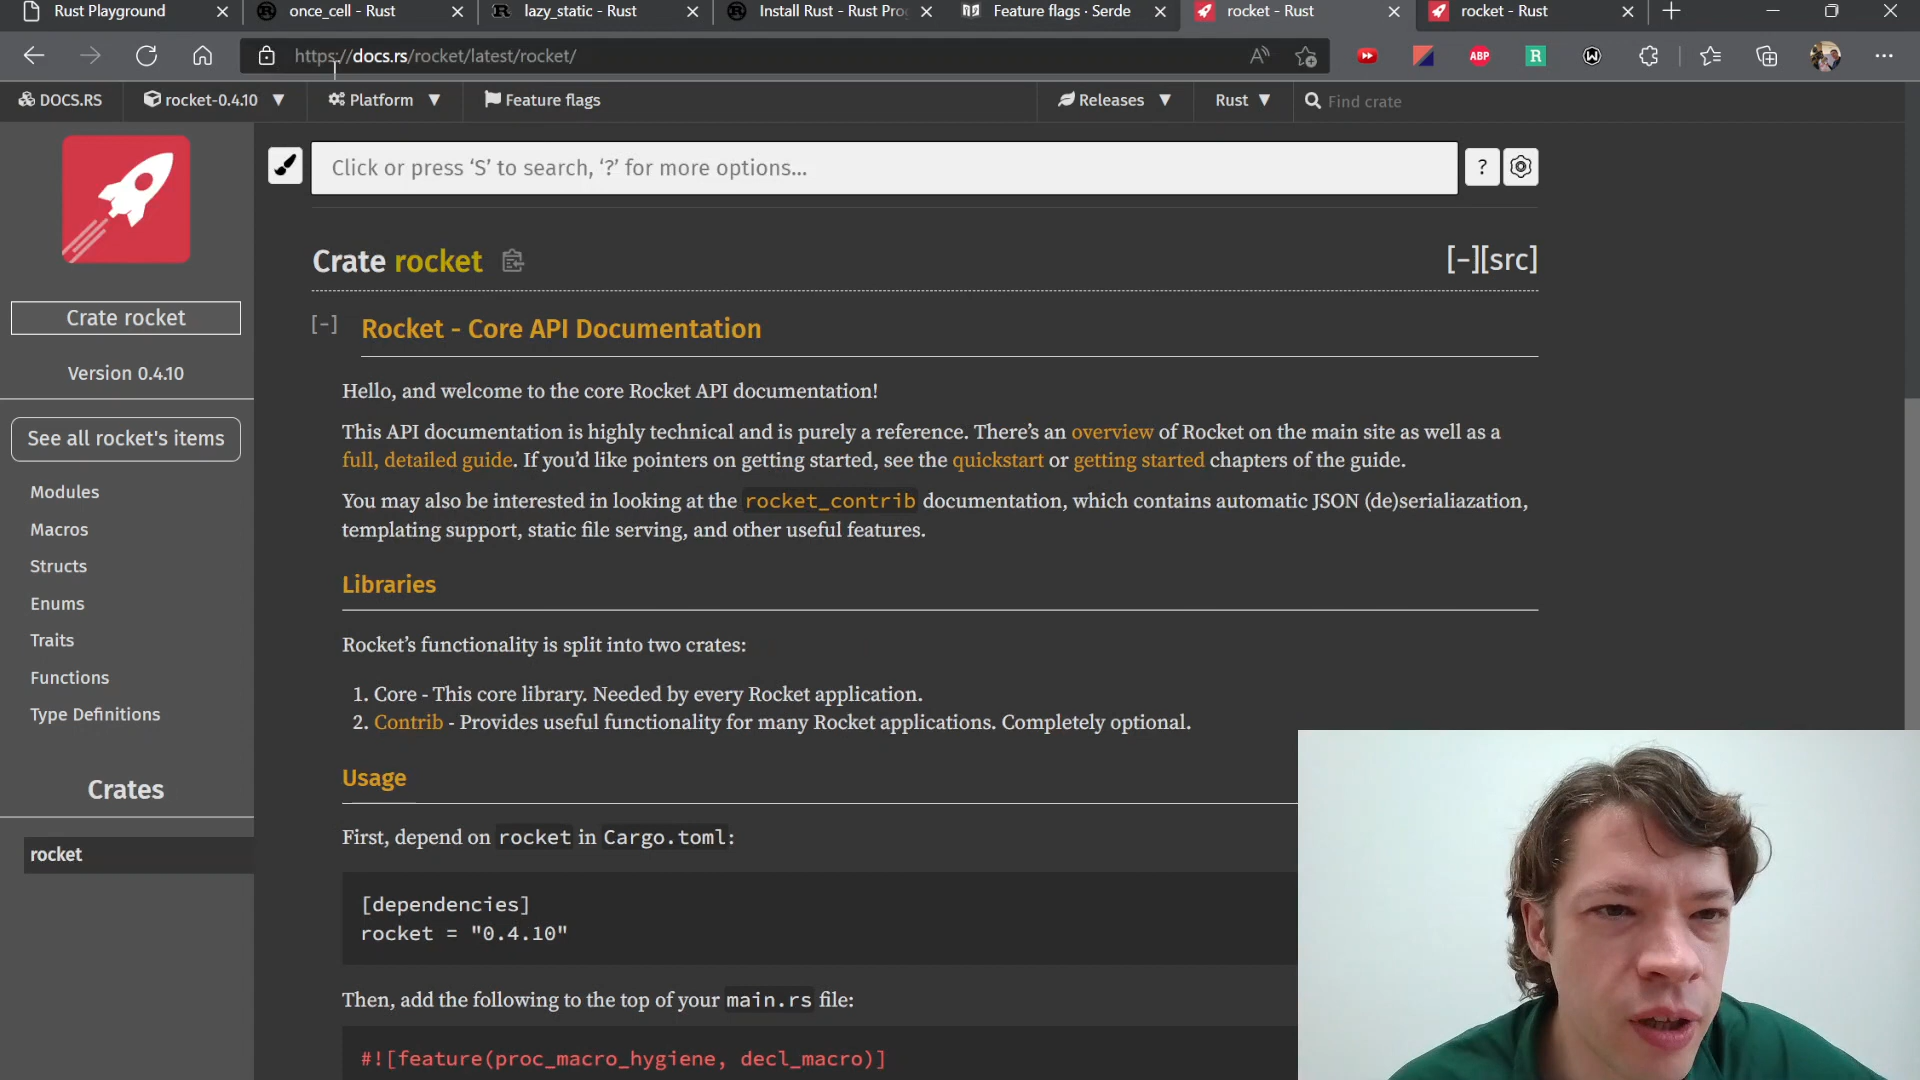 Rust Playground
once_cell - Rust
lazy_static - Rust
Install Rust - Rust Pro
Feature flags · Serde
rocket - Rust
rocket - Rust
https://docs.rs/rocket/latest/rocket/
DOCS.RS
rocket-0.4.10
Platform
Feature flags
Releases
Rust
Find crate
Click or press ‘S’ to search, ‘?’ for more options...
?
Crate rocket
[−][src]
[−]
Rocket - Core API Documentation
Hello, and welcome to the core Rocket API documentation!
This API documentation is highly technical and is purely a reference. There’s an overview of Rocket on the main site as well as a
full, detailed guide. If you’d like pointers on getting started, see the quickstart or getting started chapters of the guide.
You may also be interested in looking at the rocket_contrib documentation, which contains automatic JSON (de)serialiazation,
templating support, static file serving, and other useful features.
Libraries
Rocket’s functionality is split into two crates:
1. Core - This core library. Needed by every Rocket application.
2. Contrib - Provides useful functionality for many Rocket applications. Completely optional.
Usage
First, depend on rocket in Cargo.toml:
[dependencies]
rocket = "0.4.10"
Then, add the following to the top of your main.rs file:
#![feature(proc_macro_hygiene, decl_macro)]
Crate rocket
Version 0.4.10
See all rocket's items
Modules
Macros
Structs
Enums
Traits
Functions
Type Definitions
Crates
rocket
ABP
R
W